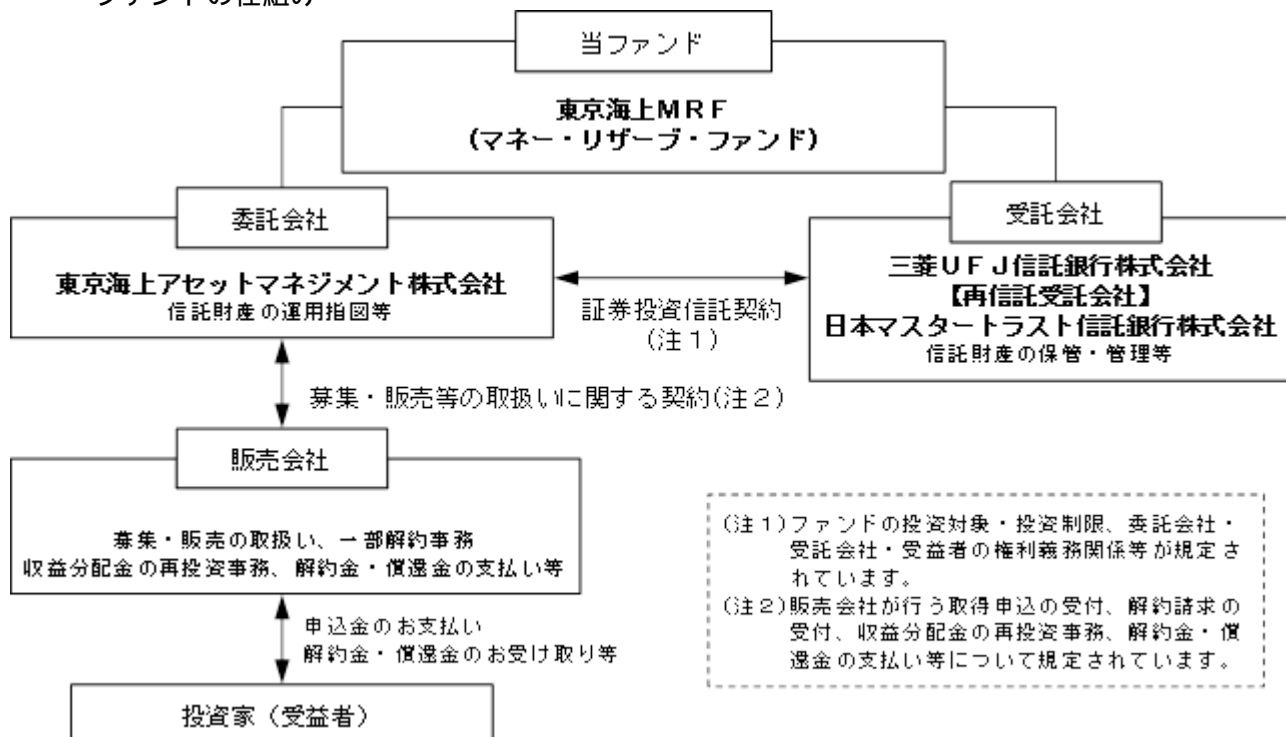 ファンドの仕組み
当ファンド
東京海上MRF
(マネー・リザーブ・ファンド)
委託会社
東京海上アセットマネジメント株式会社
信託財産の運用指図等
証券投資信託契約
(注1)
受託会社
三菱UFJ信託銀行株式会社
【再信託受託会社】
日本マスタートラスト信託銀行株式会社
信託財産の保管・管理等
募集・販売等の取扱いに関する契約(注2)
販売会社
募集・販売の取扱い、一部解約事務
収益分配金の再投資事務、解約金・償還金の支払い等
申込金のお支払い
解約金・償還金のお受け取り等
投資家(受益者)
(注1)ファンドの投資対象・投資制限、委託会社・
受託会社・受益者の権利義務関係等が規定さ
れています。
(注2)販売会社が行う取得申込の受付、解約請求の
受付、収益分配金の再投資事務、解約金・償
還金の支払い等について規定されています。